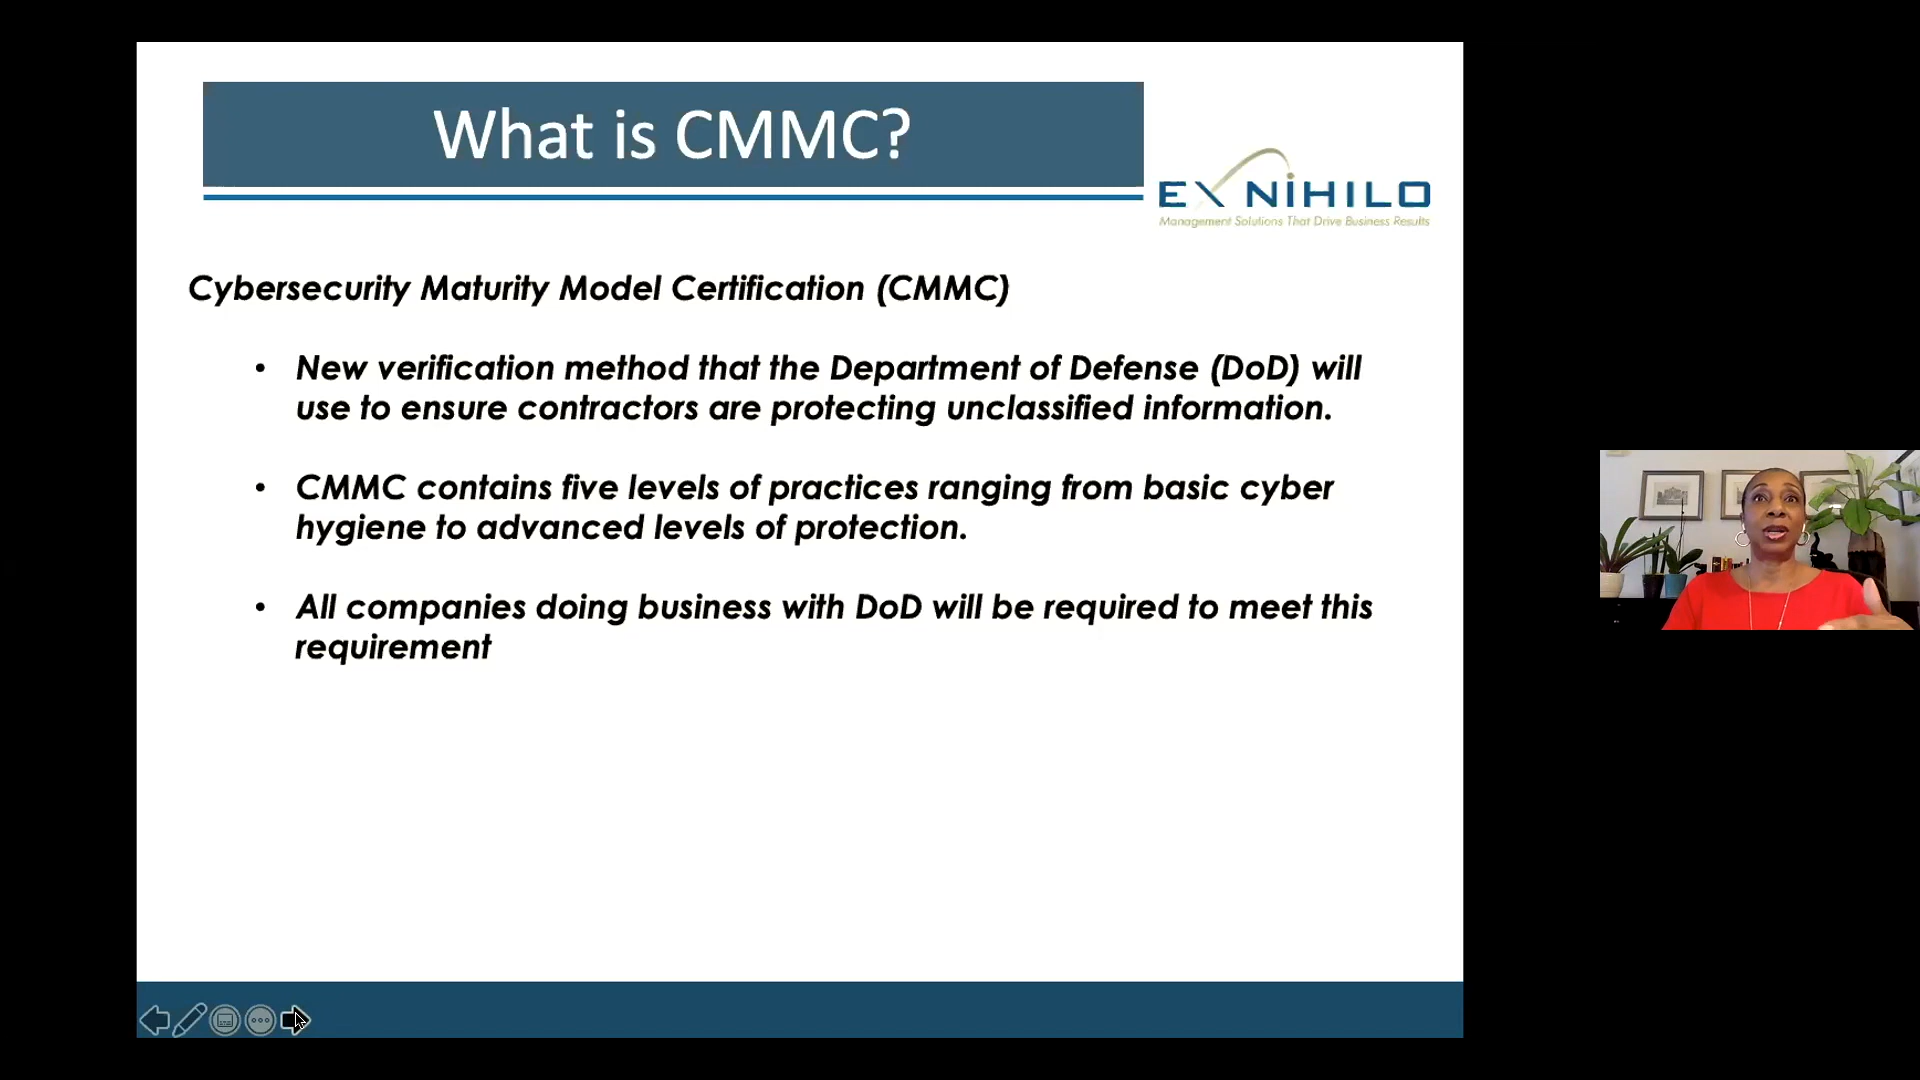 What is CMMC?
EX NIHILO
Management Solutions That Drive Business Results
Cybersecurity Maturity Model Certification (CMMC)
• New verification method that the Department of Defense (DoD) will
use to ensure contractors are protecting unclassified information.
• CMMC contains five levels of practices ranging from basic cyber
hygiene to advanced levels of protection.
• All companies doing business with DoD will be required to meet this
requirement